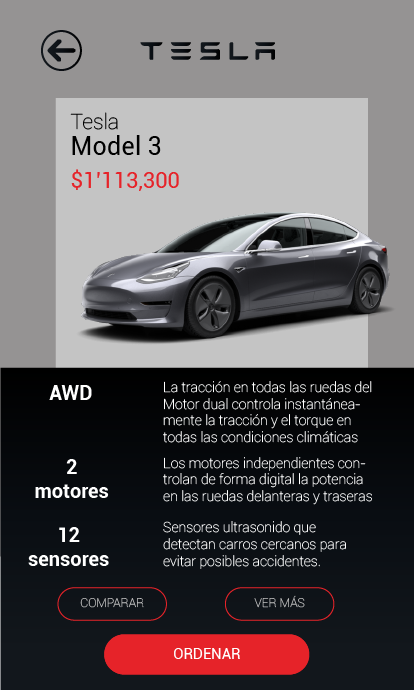 TESLA
Tesla
Model 3
$1'113,300
AWD
La tracción en todas las ruedas del
Motor dual controla instantánea-
mente la tracción y el torque en
todas las condiciones climáticas
2
motores
Los motores independientes con-
trolan de forma digital la potencia
en las ruedas delanteras y traseras
12
sensores
Sensores ultrasonido que
detectan carros cercanos para
evitar posibles accidentes.
COMPARAR
VER MÁS
ORDENAR